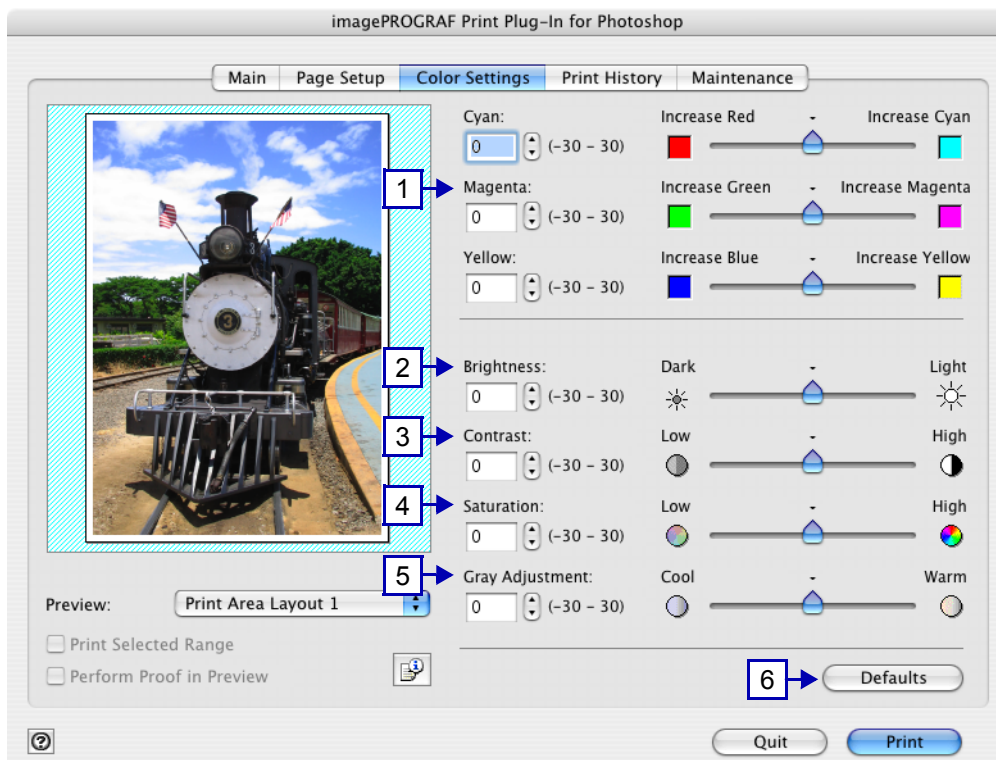 imagePROGRAF Print Plug-In for Photoshop
Main Page Setup Color Settings Print History Maintenance
Cyan: Increase Red - Increase Cyan
0 (-30 - 30)
1 Magenta: Increase Green - Increase Magenta
0 (-30 - 30)
Yellow: Increase Blue - Increase Yellow
0 (-30 - 30)
3
2 Brightness: Dark - Light
0 (-30 - 30)
3 Contrast: Low - High
0 (-30 - 30)
4 Saturation: Low - High
0 (-30 - 30)
5 Gray Adjustment: Cool - Warm
0 (-30 - 30)
Preview: Print Area Layout 1
Print Selected Range
Perform Proof in Preview
6 Defaults
? Quit Print